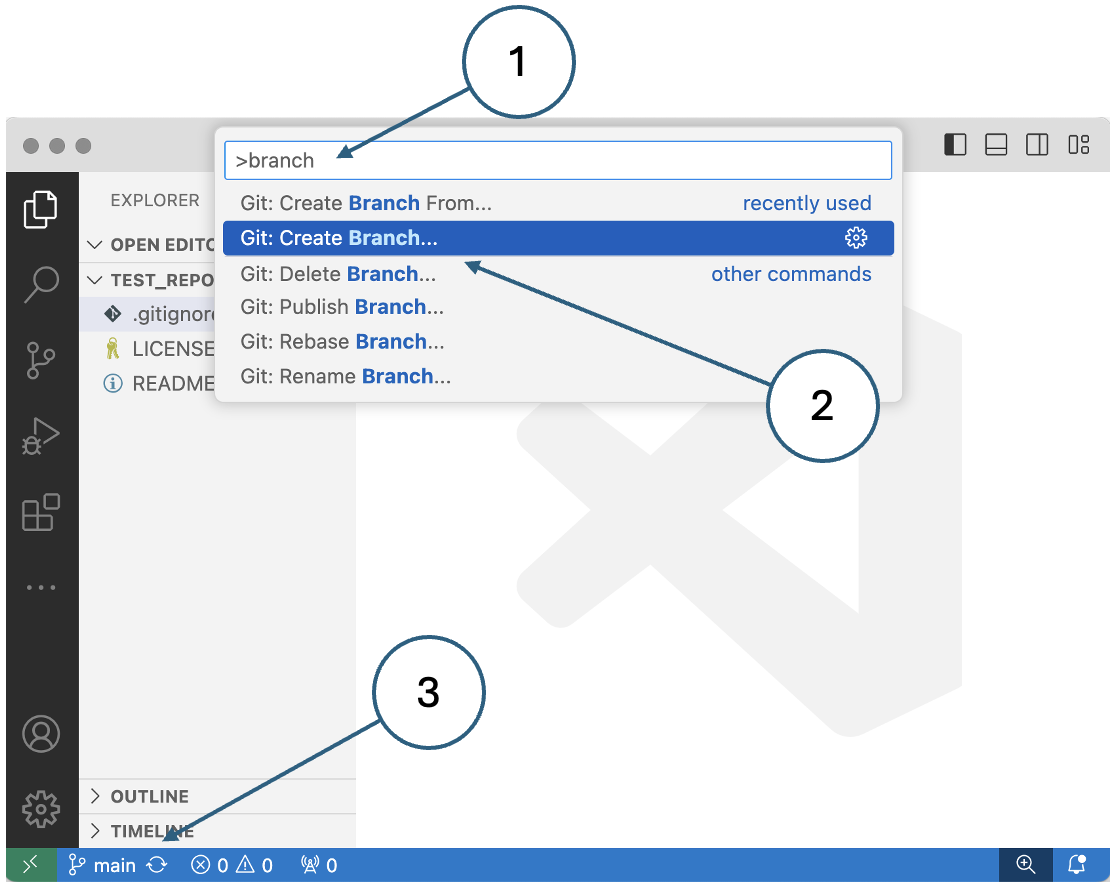 1
>branch
EXPLORER
Git: Create Branch From... recently used
OPEN EDITO
Git: Create Branch...
TEST_REPO
Git: Delete Branch... other commands
.gitignore
Git: Publish Branch...
LICENSE
Git: Rebase Branch...
README
Git: Rename Branch...
2
3
OUTLINE
TIMELINE
main 0 0 0